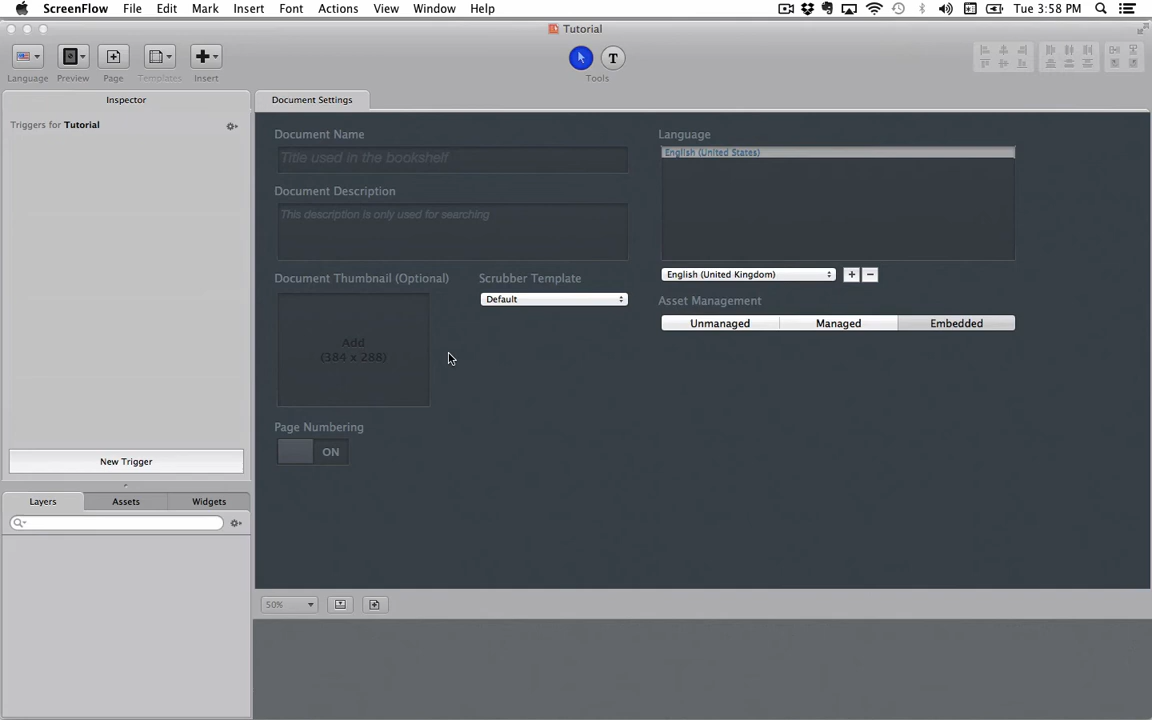 ScreenFlow File Edit Mark Insert Font Actions View Window Help Tue 3:58 PM
Tutorial
Language Preview Page Templates Insert
T
Tools
Inspector
Document Settings
Triggers for Tutorial
Document Name
Title used in the bookshelf
Document Description
This description is only used for searching
Document Thumbnail (Optional)
Add
(384 x 288)
Scrubber Template
Default
Page Numbering
ON
Language
English (United States)
English (United Kingdom) + −
Asset Management
Unmanaged Managed Embedded
New Trigger
Layers Assets Widgets
50%